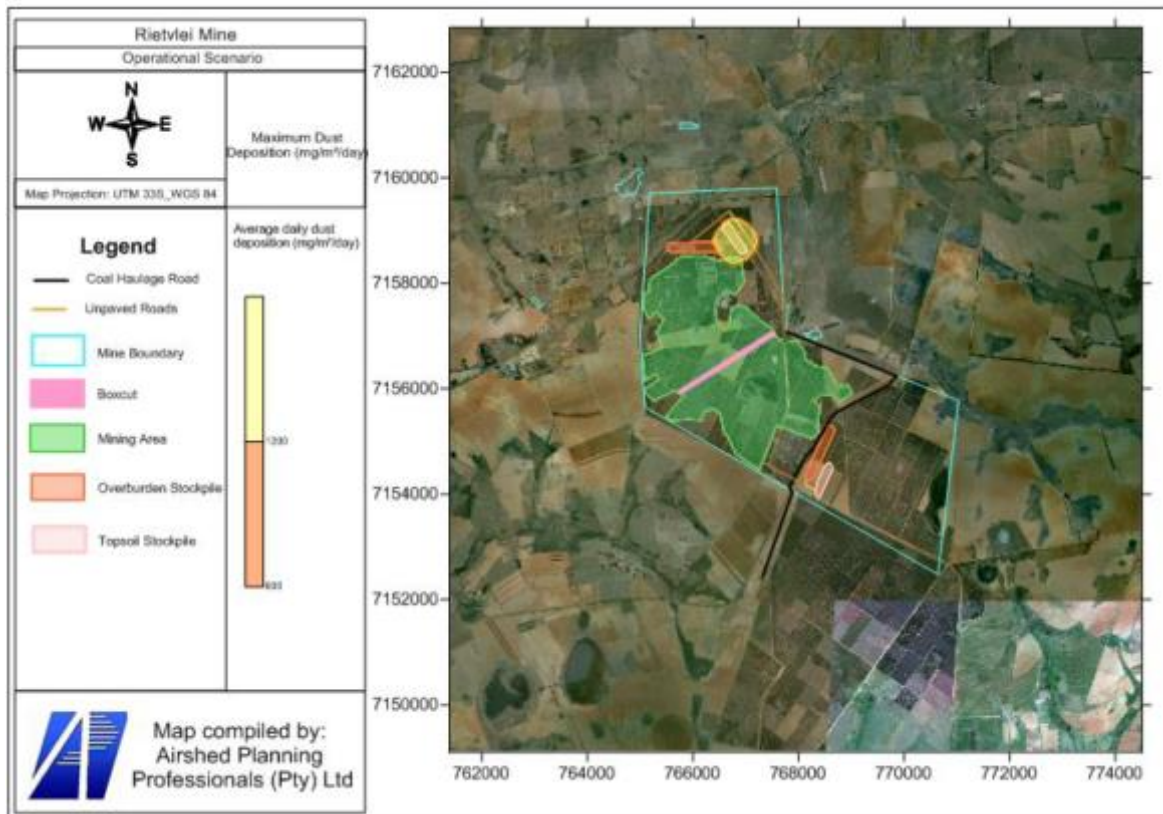 Rietvlei Mine
Operational Scenario
N
W E
S
Maximum Dust
Deposition (mg/m²/day)
Map Projection: UTM 33S_WGS 84
Legend
Coal Haulage Road
Unpaved Roads
Mine Boundary
Boxcut
Mining Area
Overburden Stockpile
Topsoil Stockpile
Average daily dust
deposition (mg/m²/day)
1200
600
Map compiled by:
Airshed Planning
Professionals (Pty) Ltd
7162000
7160000
7158000
7156000
7154000
7152000
7150000
762000 764000 766000 768000 770000 772000 774000